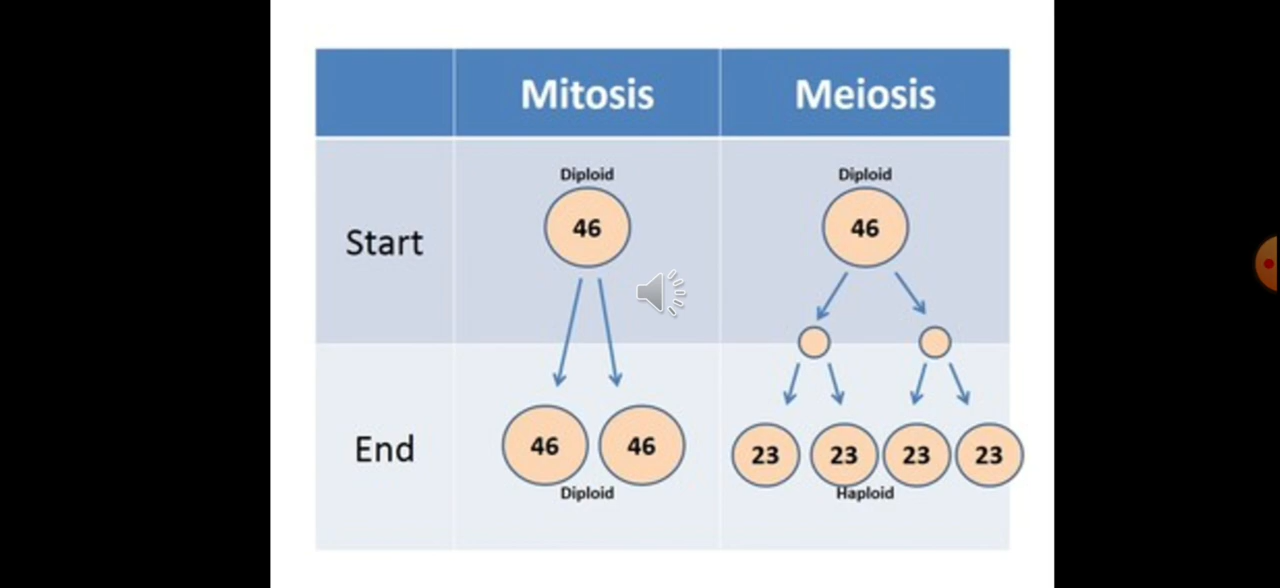 Mitosis Meiosis
Diploid Diploid
46 46
Start
46 46 23 23 23 23
End
Diploid Haploid